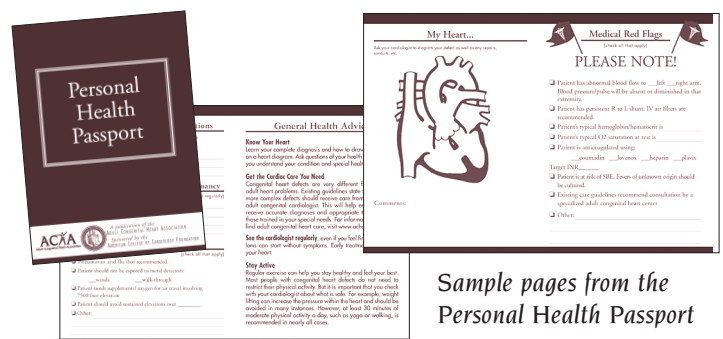 Personal
Health
Passport
ACHA
Adult Congenital Heart Association
A publication of the
ADULT CONGENITAL HEART ASSOCIATION
Sponsored by the
AMERICAN COLLEGE OF CARDIOLOGY FOUNDATION
My Heart...
Ask your cardiologist to diagram your defect as well as any repairs,
conduits, etc.
Comments:
Medical Red Flags
(check all that apply)
PLEASE NOTE!
❑ Patient has abnormal blood flow to ___left ___right arm.
Blood pressure/pulse will be absent or diminished in that
extremity.
❑ Patient has persistent R to L shunt. IV air filters are
recommended.
❑ Patient's typical hemoglobin/hematocrit is
❑ Patient's typical O2 saturation at rest is
❑ Patient is anticoagulated using:
___coumadin ___lovenox ___heparin ___plavix
Target INR______
❑ Patient is at risk of SBE. Fevers of unknown origin should
be cultured.
❑ Existing care guidelines recommend consultation by a
specialized adult congenital heart center
❑ Other:
General Health Advi
Know Your Heart
Learn your complete diagnosis and how to draw
on a heart diagram. Ask questions of your health
you understand your condition and special healt
Get the Cardiac Care You Need
Congenital heart defects are very different f
adult heart problems. Existing guidelines state
more complex defects should receive care from
adult congenital cardiologist. This will help en
receive accurate diagnoses and appropriate t
those trained in your special needs. For informa
find adult congenital heart care, visit www.ach
See the cardiologist regularly, even if you feel fi
lems can start without symptoms. Early treatme
your heart.
Stay Active
Regular exercise can help you stay healthy and feel your best.
Most people with congenital heart defects do not need to
restrict their physical activity. But it is important that you check
with your cardiologist about what is safe. For example, weight
lifting can increase the pressure within the heart and should be
avoided in many instances. However, at least 30 minutes of
moderate physical activity a day, such as yoga or walking, is
recommended in nearly all cases.
tions
nancy
(check all that apply)
❑ Pneumovax and flu shot recommended
❑ Patient should not be exposed to metal detectors:
___wands ___walk-through
❑ Patient needs supplemental oxygen for air travel involving
7500 foot elevation
❑ Patient should avoid sustained elevations over ______
❑ Other:
Sample pages from the
Personal Health Passport